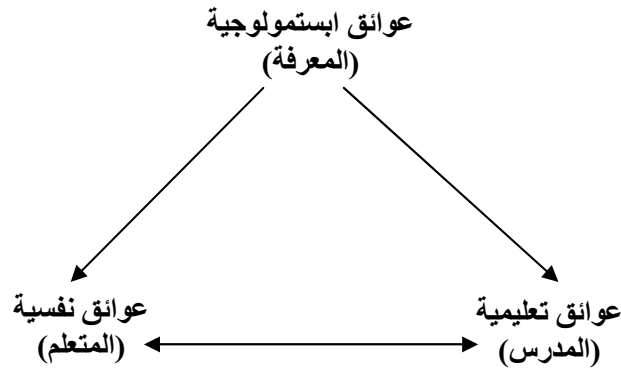 عوائق ابستمولوجية
(المعرفة)
عوائق تعليمية
(المدرس)
عوائق نفسية
(المتعلم)